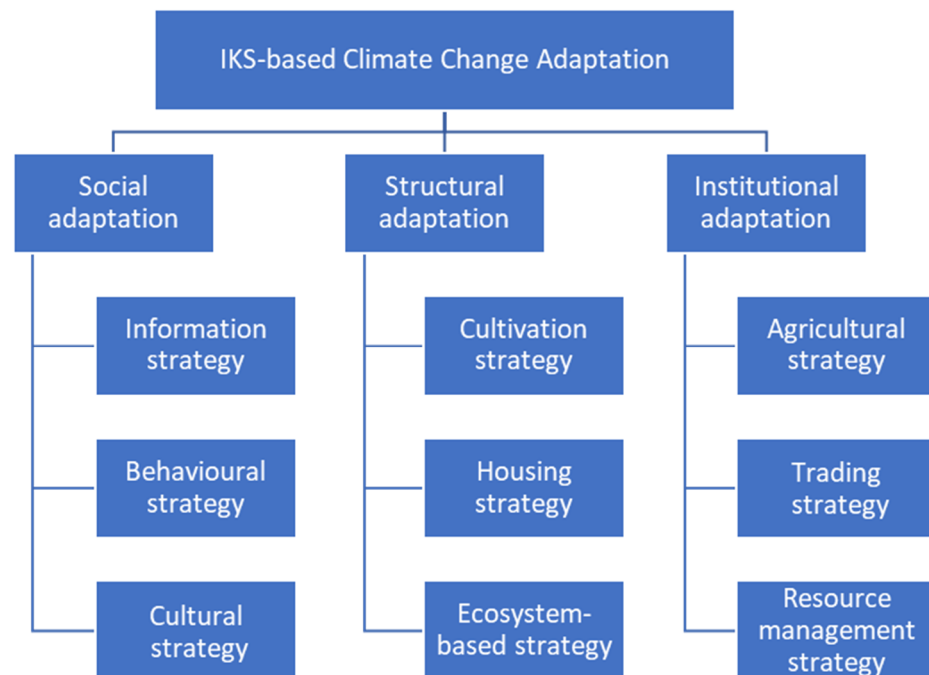 IKS-based Climate Change Adaptation
Social
adaptation
Structural
adaptation
Institutional
adaptation
Information
strategy
Cultivation
strategy
Agricultural
strategy
Behavioural
strategy
Housing
strategy
Trading
strategy
Cultural
strategy
Ecosystem-
based strategy
Resource
management
strategy